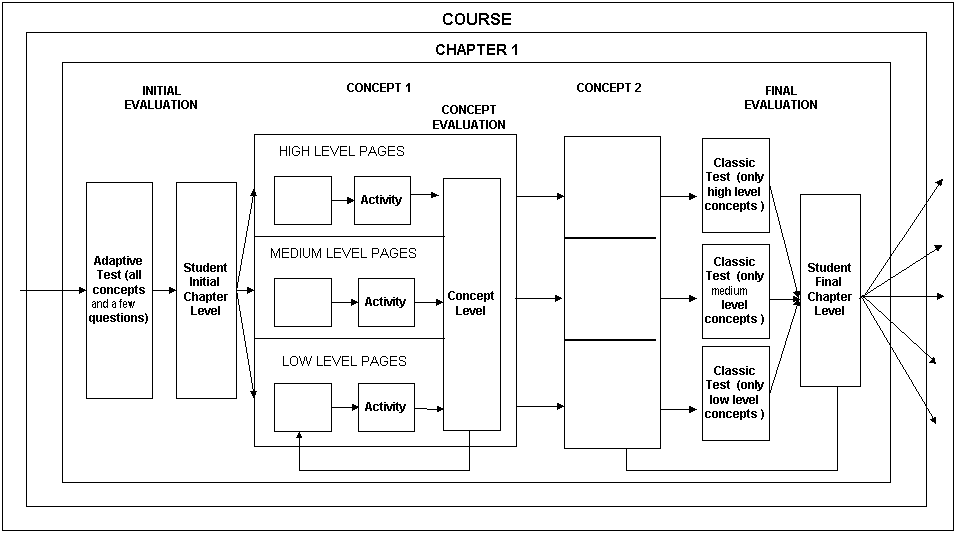 COURSE
CHAPTER 1
INITIAL
EVALUATION
CONCEPT 1
CONCEPT
EVALUATION
CONCEPT 2
FINAL
EVALUATION
Adaptive
Test (all
concepts
and a few
questions)
Student
Initial
Chapter
Level
HIGH LEVEL PAGES
Activity
MEDIUM LEVEL PAGES
Activity
LOW LEVEL PAGES
Activity
Concept
Level
Classic
Test (only
high level
concepts )
Classic
Test (only
medium
level
concepts )
Classic
Test (only
low level
concepts )
Student
Final
Chapter
Level